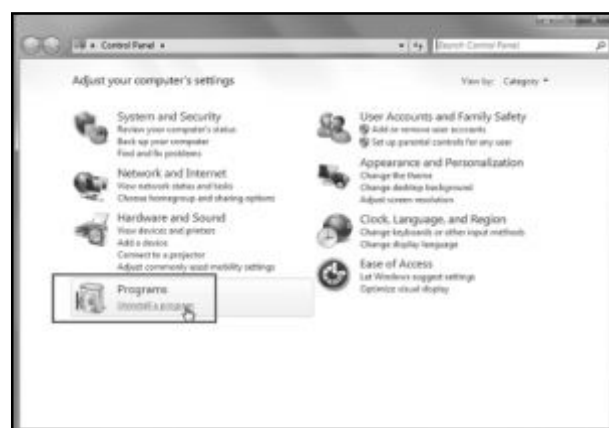 Control Panel
Search Control Panel
Adjust your computer's settings
View by: Category
System and Security
Review your computer's status
Back up your computer
Find and fix problems
Network and Internet
View network status and tasks
Choose homegroup and sharing options
Hardware and Sound
View devices and printers
Add a device
Connect to a projector
Adjust commonly used mobility settings
Programs
Uninstall a program
User Accounts and Family Safety
Add or remove user accounts
Set up parental controls for any user
Appearance and Personalization
Change the theme
Change desktop background
Adjust screen resolution
Clock, Language, and Region
Change keyboards or other input methods
Change display language
Ease of Access
Let Windows suggest settings
Optimize visual display